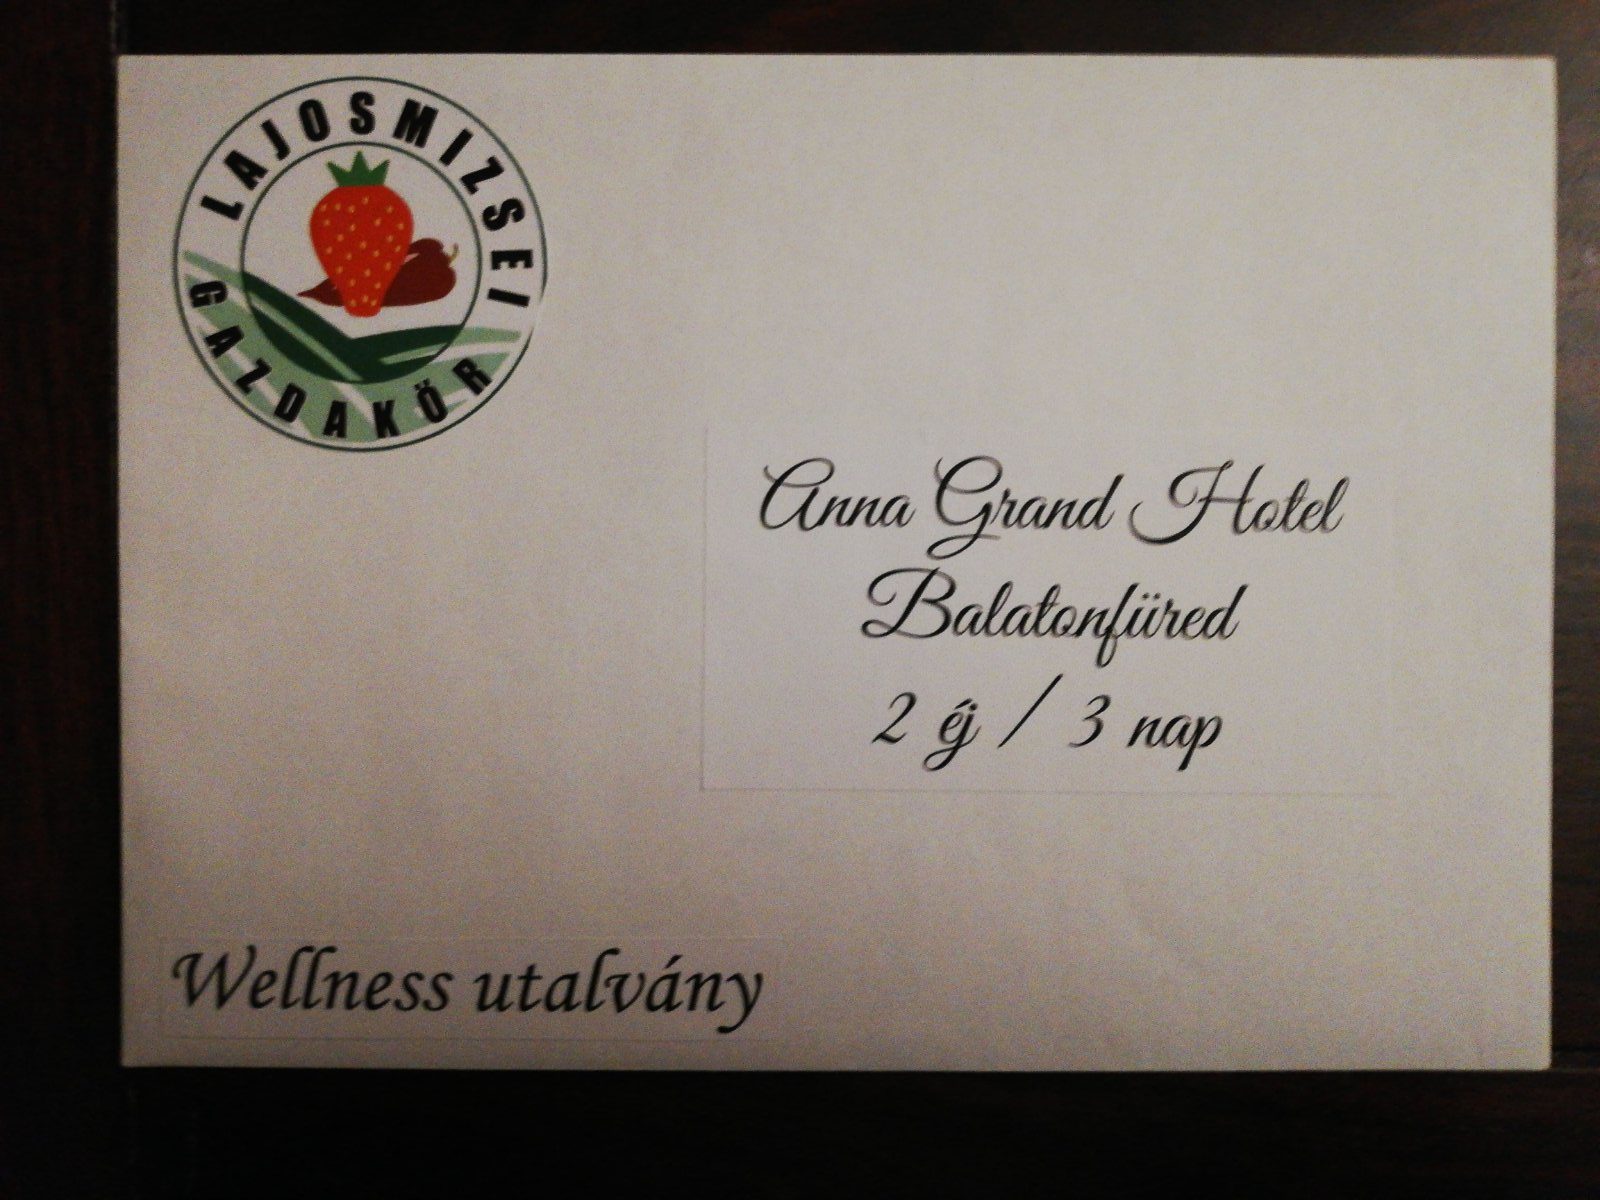 LAJOSMIZSEI
GAZDAKÖR
Anna Grand Hotel
Balatonfüred
2 éj / 3 nap
Wellness utalvány